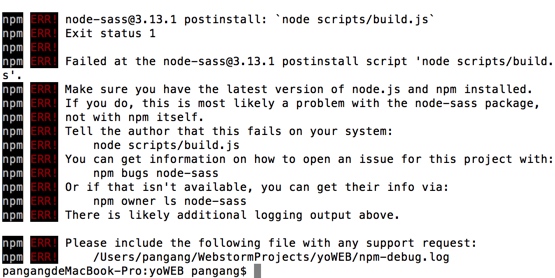 npm ERR! node-sass@3.13.1 postinstall: `node scripts/build.js`
npm ERR! Exit status 1
npm ERR!
npm ERR! Failed at the node-sass@3.13.1 postinstall script 'node scripts/build.j
s'.
npm ERR! Make sure you have the latest version of node.js and npm installed.
npm ERR! If you do, this is most likely a problem with the node-sass package,
npm ERR! not with npm itself.
npm ERR! Tell the author that this fails on your system:
npm ERR!     node scripts/build.js
npm ERR! You can get information on how to open an issue for this project with:
npm ERR!     npm bugs node-sass
npm ERR! Or if that isn't available, you can get their info via:
npm ERR!     npm owner ls node-sass
npm ERR! There is likely additional logging output above.
npm ERR! Please include the following file with any support request:
npm ERR!     /Users/pangang/WebstormProjects/yoWEB/npm-debug.log
pangangdeMacBook-Pro:yoWEB pangang$